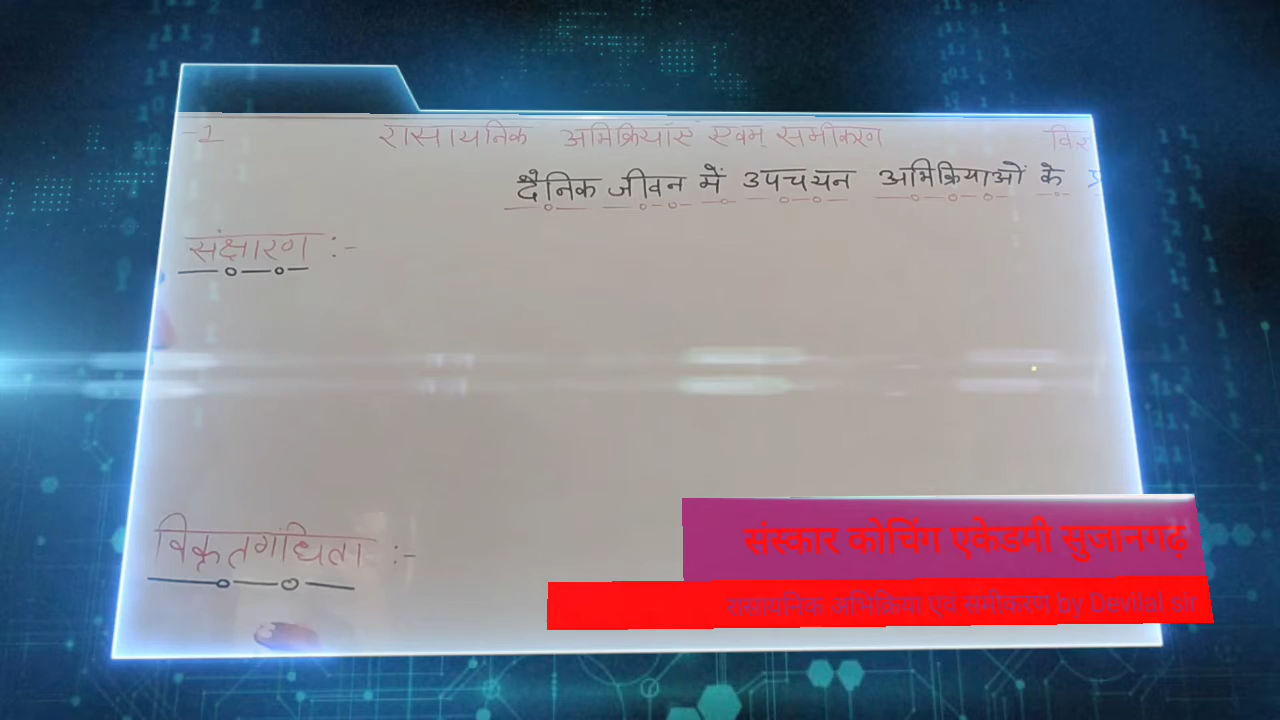 -1 रासायनिक अभिक्रियाएं एवम् समीकरण
दैनिक जीवन में उपचयन अभिक्रियाओं के
संक्षारण :-
विकृतगंधिता :-
संस्कार कोचिंग एकेडमी सुजानगढ़
रासायनिक अभिक्रिया एवं समीकरण by Devilal sir